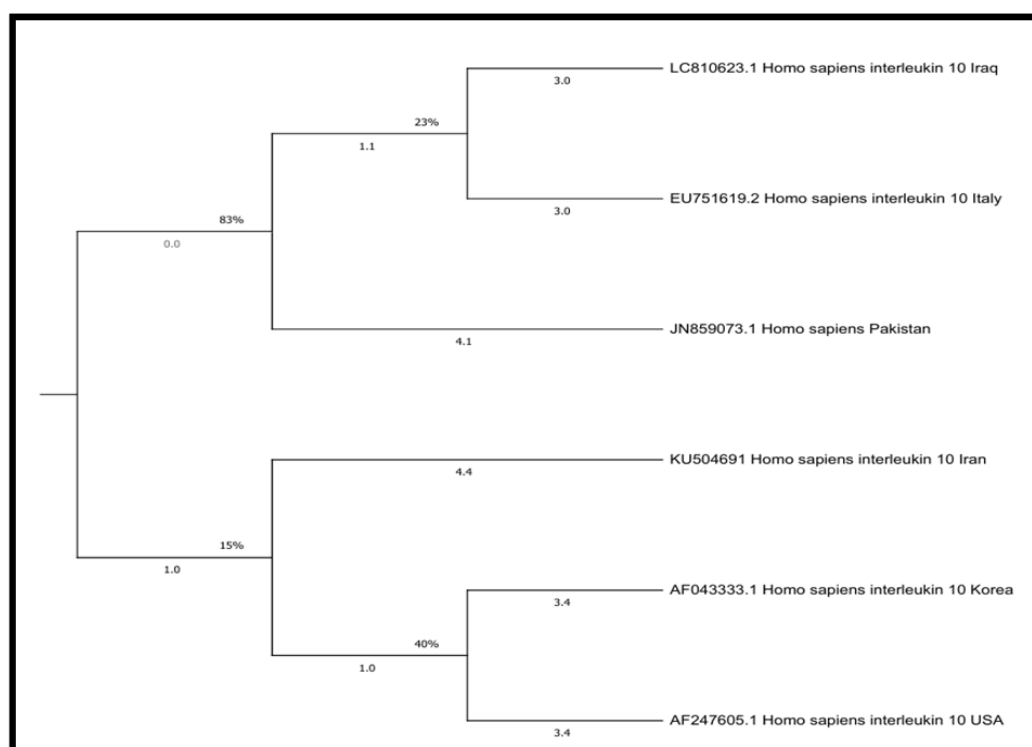 LC810623.1 Homo sapiens interleukin 10 Iraq
3.0
23%
1.1
EU751619.2 Homo sapiens interleukin 10 Italy
3.0
83%
0.0
JN859073.1 Homo sapiens Pakistan
4.1
KU504691 Homo sapiens interleukin 10 Iran
4.4
15%
1.0
AF043333.1 Homo sapiens interleukin 10 Korea
3.4
40%
1.0
AF247605.1 Homo sapiens interleukin 10 USA
3.4